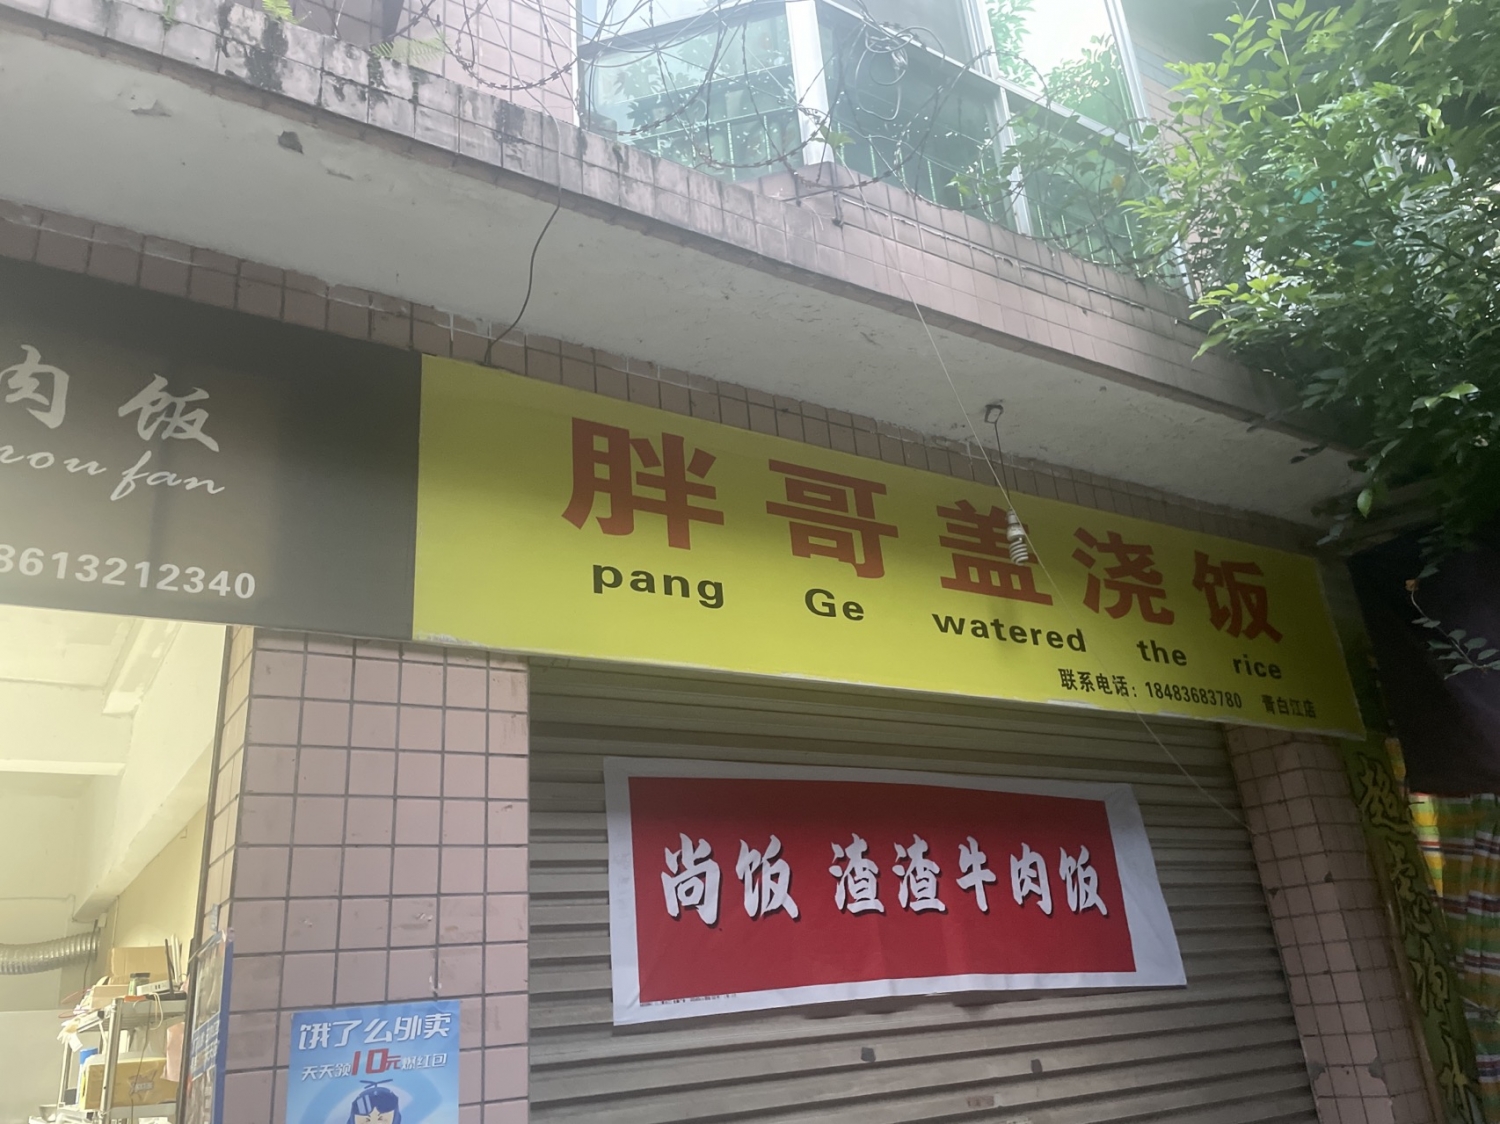 肉饭
rou fan
8613212340
胖哥盖浇饭
pang Ge watered the rice
联系电话：18483683780 青白江店
尚饭 渣渣牛肉饭
饿了么外卖
天天领10元爆红包